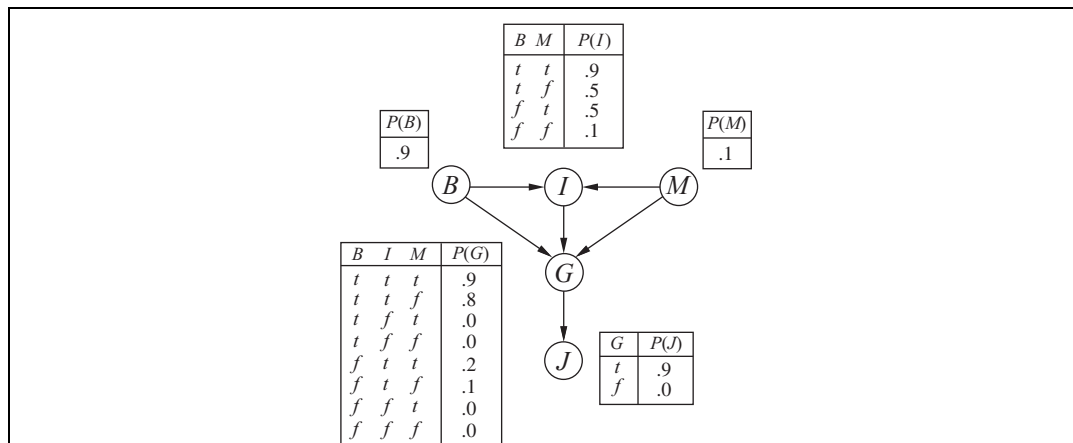 B M P(I)
t t .9
t f .5
f t .5
f f .1
P(B)
.9
P(M)
.1
B
I
M
B I M P(G)
t t t .9
t t f .8
t f t .0
t f f .0
f t t .2
f t f .1
f f t .0
f f f .0
G
J
G P(J)
t .9
f .0